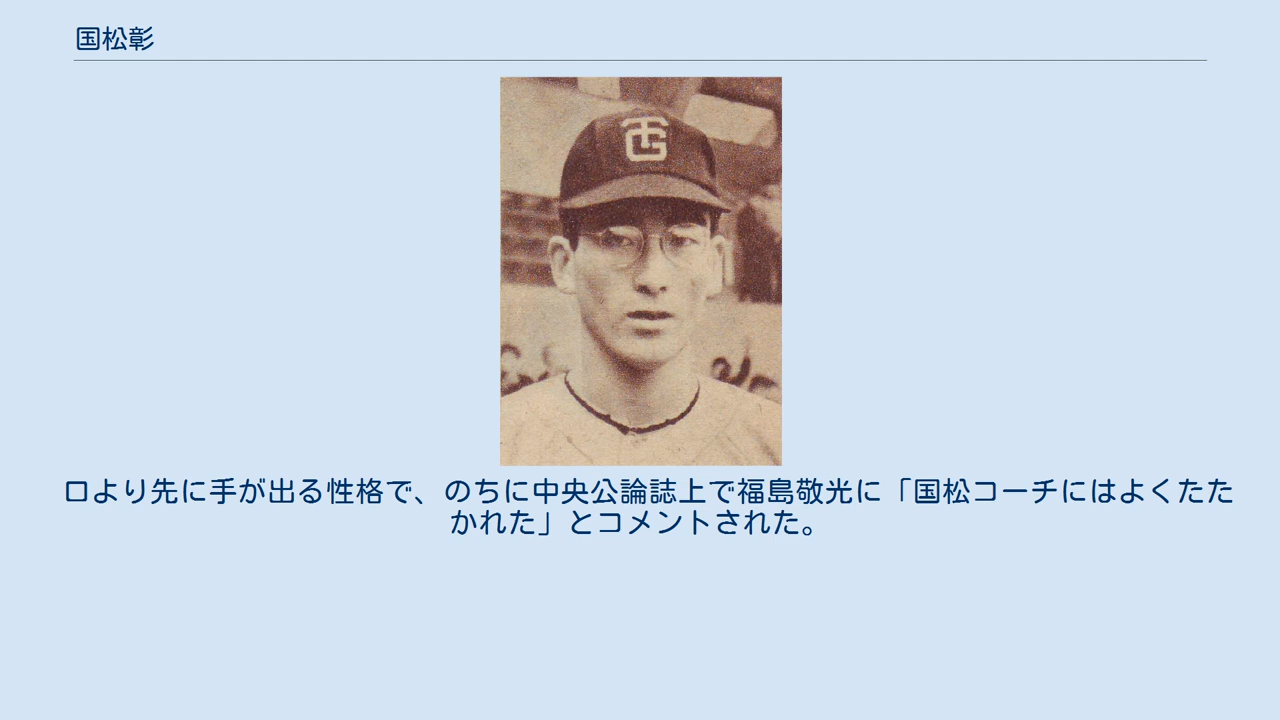 国松彰
TG
口より先に手が出る性格で、のちに中央公論誌上で福島敬光に「国松コーチにはよくたた
かれた」とコメントされた。